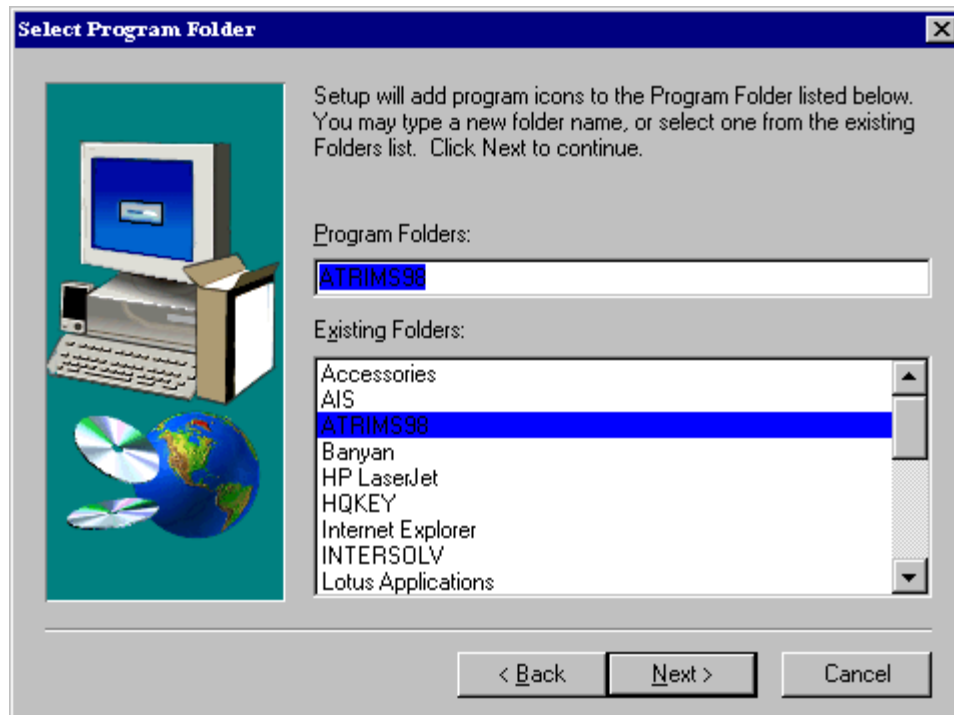 Select Program Folder
Setup will add program icons to the Program Folder listed below.
You may type a new folder name, or select one from the existing
Folders list.  Click Next to continue.
Program Folders:
ATRIMS98
Existing Folders:
Accessories
AIS
ATRIMS98
Banyan
HP LaserJet
HQKEY
Internet Explorer
INTERSOLV
Lotus Applications
< Back
Next >
Cancel